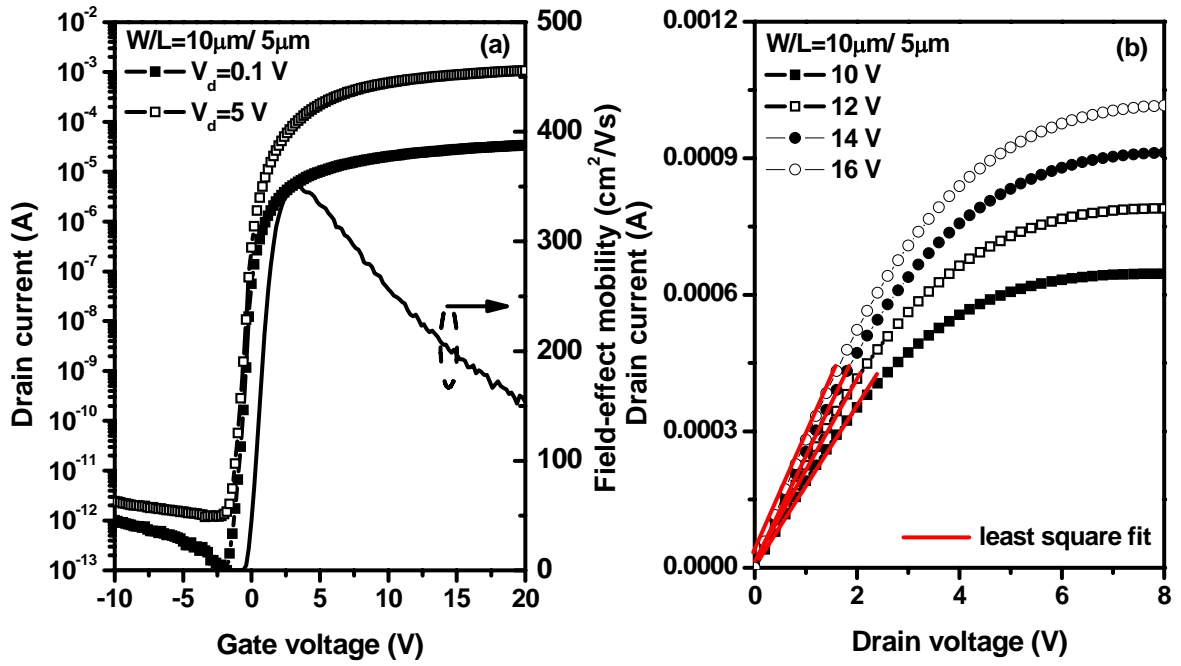 W/L=10μm/ 5μm
(a)
V_d=0.1 V
V_d=5 V
10^-2
10^-3
10^-4
10^-5
10^-6
10^-7
10^-8
10^-9
10^-10
10^-11
10^-12
10^-13
Drain current (A)
-10
-5
0
5
10
15
20
Gate voltage (V)
500
400
300
200
100
0
Field-effect mobility (cm²/Vs)
W/L=10μm/ 5μm
(b)
10 V
12 V
14 V
16 V
0.0012
0.0009
0.0006
0.0003
0.0000
Drain current (A)
least square fit
0
2
4
6
8
Drain voltage (V)